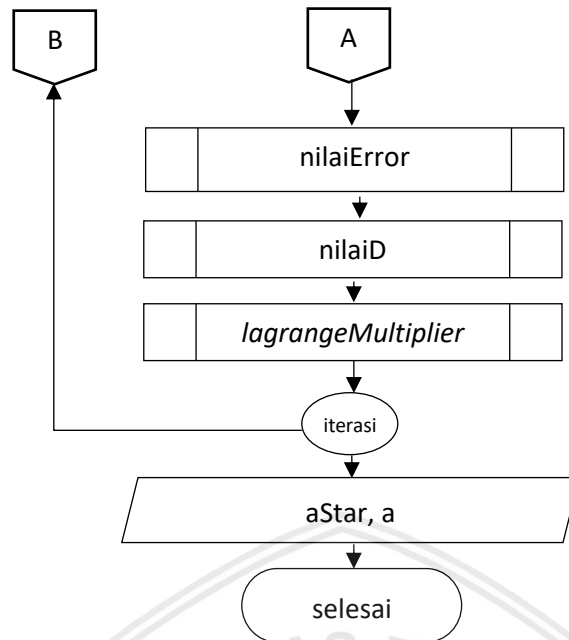 B
A
nilaiError
nilaiD
lagrangeMultiplier
iterasi
aStar, a
selesai